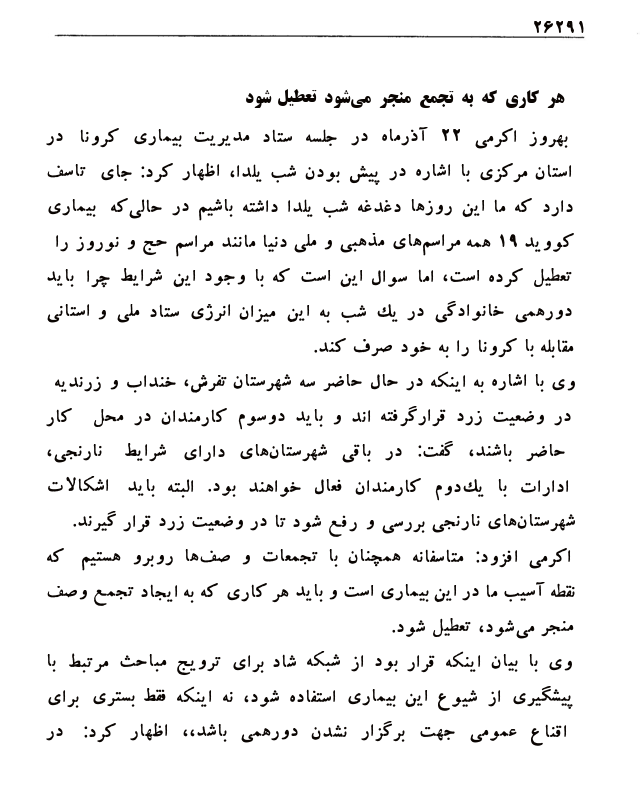 ۲۶۲۹۱
هر کاری که به تجمع منجر می‌شود تعطیل شود
بهروز اکرمی ۲۲ آذرماه در جلسه ستاد مدیریت بیماری کرونا در
استان مرکزی با اشاره در پیش بودن شب یلدا، اظهار کرد: جای تاسف
دارد که ما این روزها دغدغه شب یلدا داشته باشیم در حالی‌که بیماری
کووید ۱۹ همه مراسم‌های مذهبی و ملی دنیا مانند مراسم حج و نوروز را
تعطیل کرده است، اما سوال این است که با وجود این شرایط چرا باید
دورهمی خانوادگی در یك شب به این میزان انرژی ستاد ملی و استانی
مقابله با کرونا را به خود صرف کند.
وی با اشاره به اینکه در حال حاضر سه شهرستان تفرش، خنداب و زرندیه
در وضعیت زرد قرارگرفته اند و باید دوسوم کارمندان در محل کار
حاضر باشند، گفت: در باقی شهرستان‌های دارای شرایط نارنجی،
ادارات با یك‌دوم کارمندان فعال خواهند بود. البته باید اشکالات
شهرستان‌های نارنجی بررسی و رفع شود تا در وضعیت زرد قرار گیرند.
اکرمی افزود: متاسفانه همچنان با تجمعات و صف‌ها روبرو هستیم که
نقطه آسیب ما در این بیماری است و باید هر کاری که به ایجاد تجمع وصف
منجر می‌شود، تعطیل شود.
وی با بیان اینکه قرار بود از شبکه شاد برای ترویج مباحث مرتبط با
پیشگیری از شیوع این بیماری استفاده شود، نه اینکه فقط بستری برای
اقناع عمومی جهت برگزار نشدن دورهمی باشد،، اظهار کرد: در